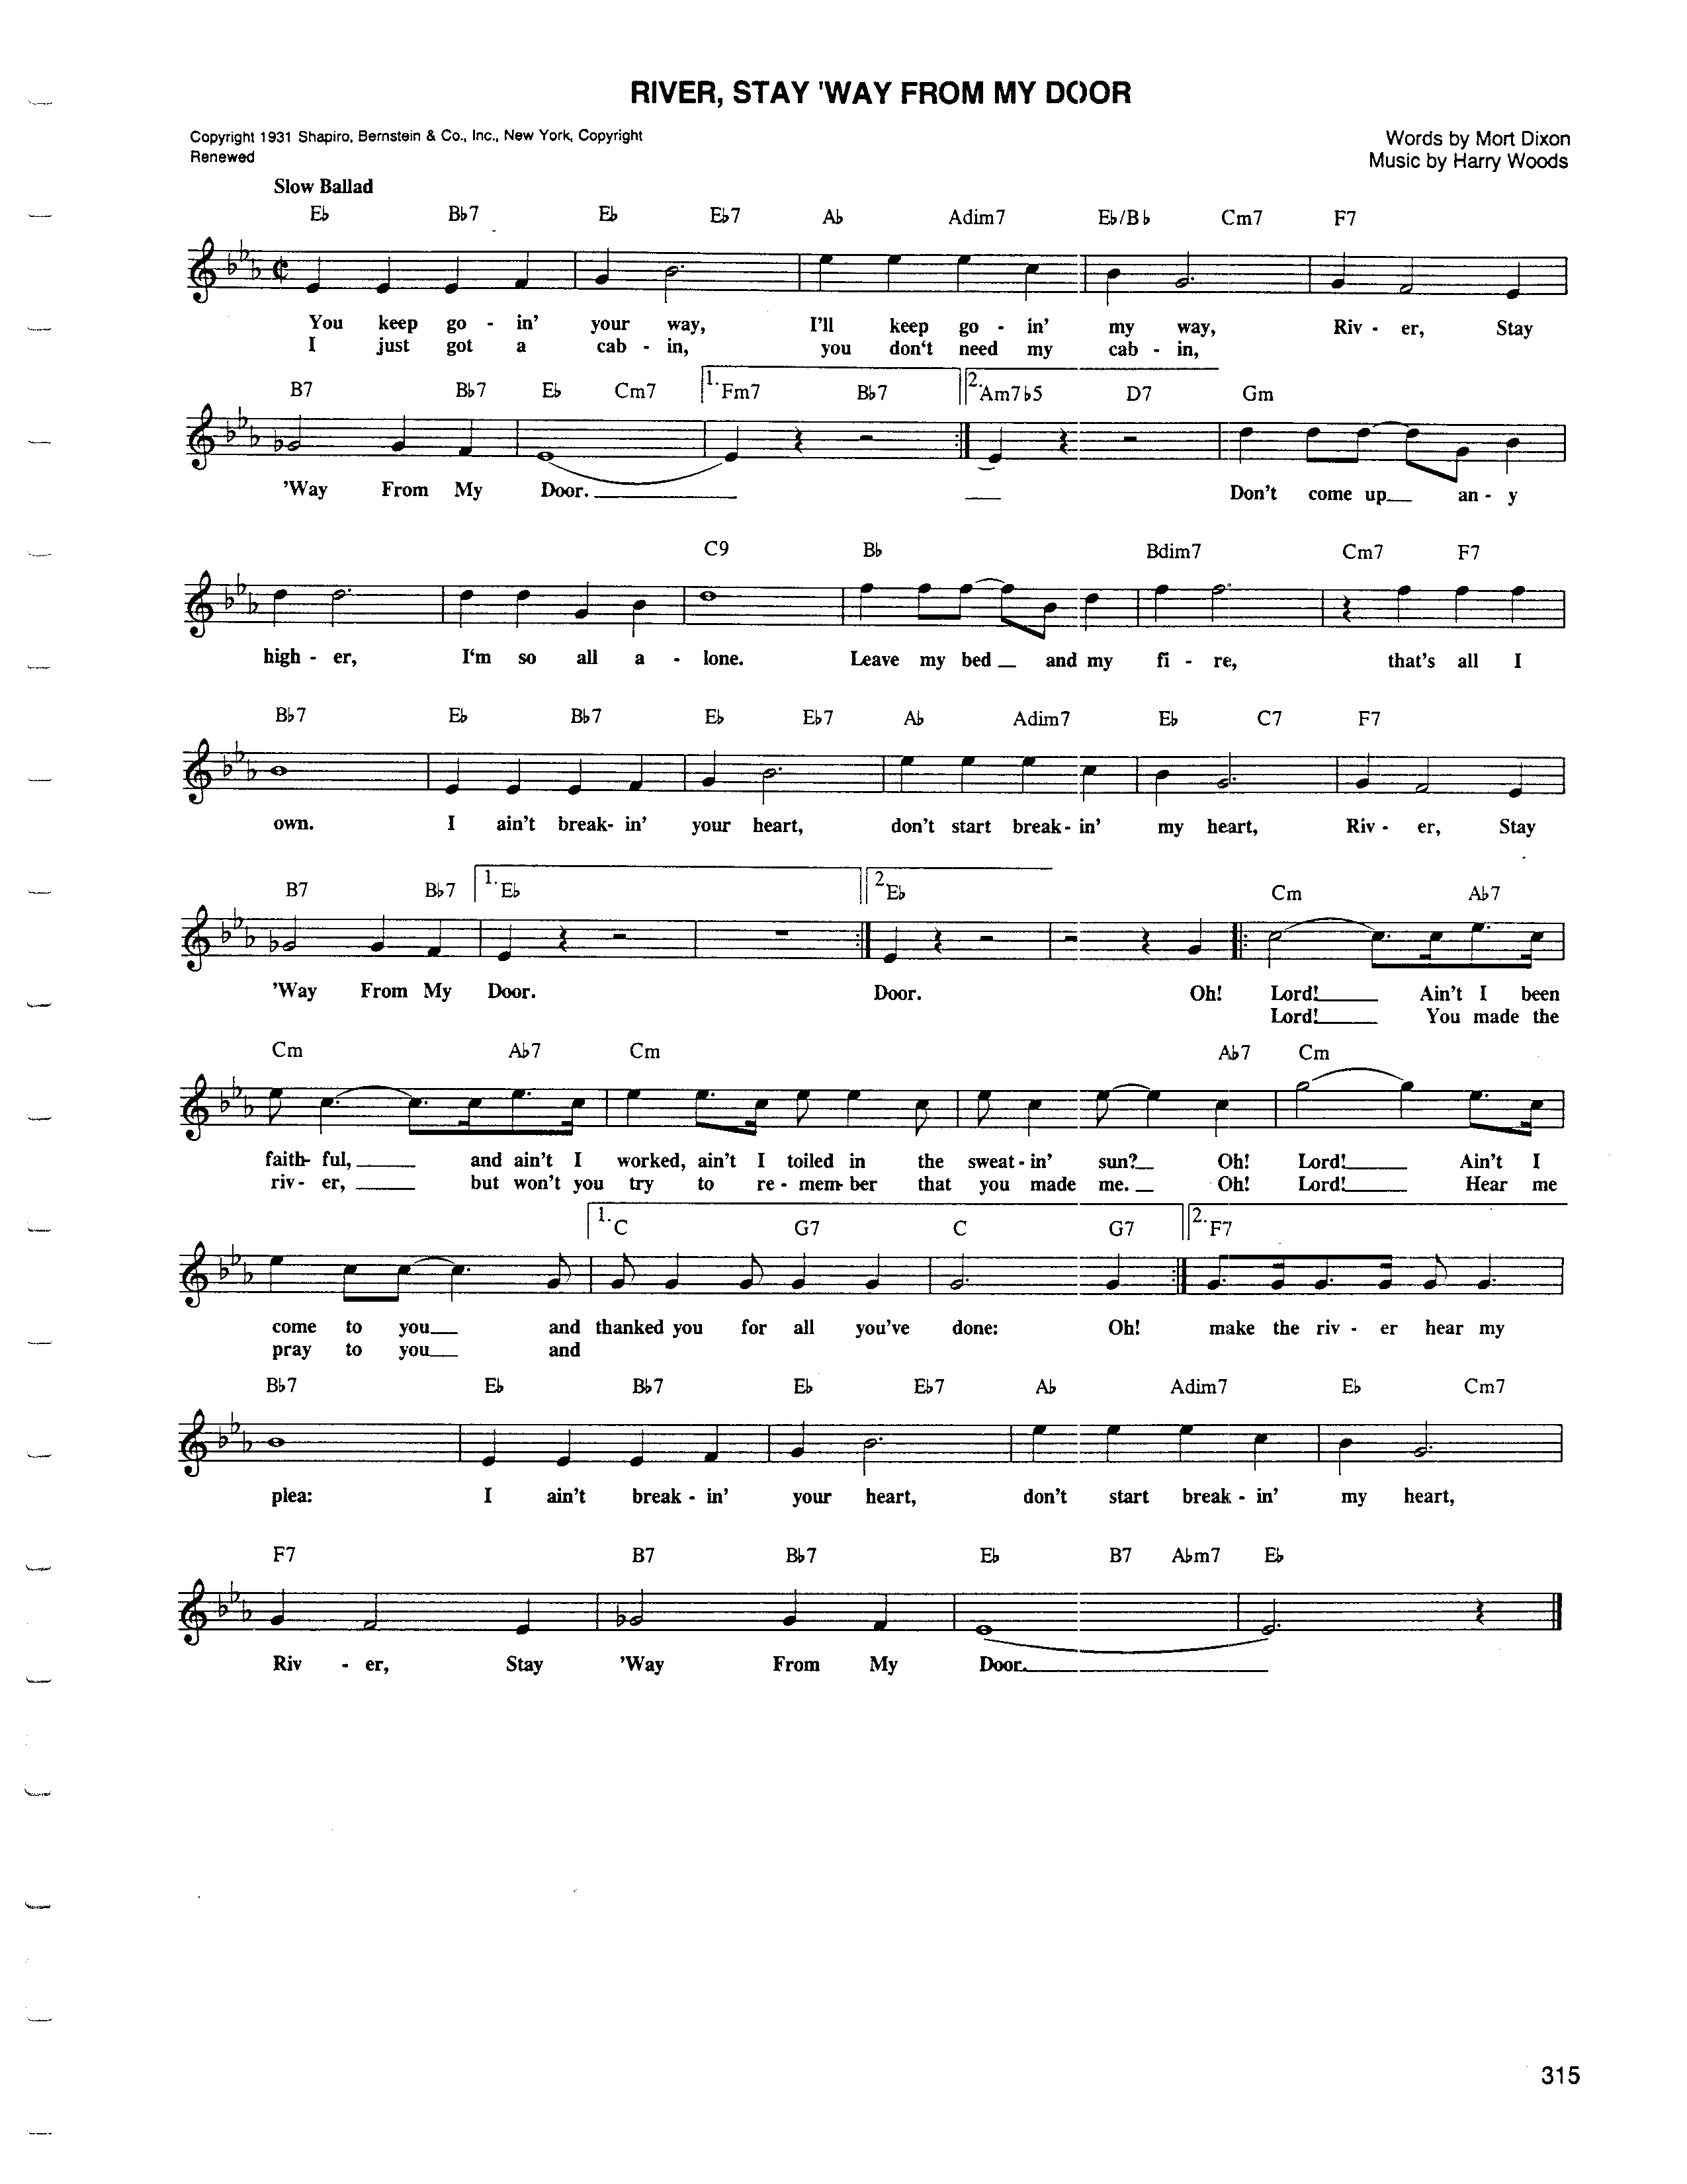 RIVER, STAY 'WAY FROM MY DOOR
Copyright 1931 Shapiro, Bernstein & Co., Inc., New York, Copyright
Renewed
Words by Mort Dixon
Music by Harry Woods
Slow Ballad
E♭ B♭7 E♭ E♭7 A♭ Adim7 E♭/B♭ Cm7 F7
You keep go - in' your way, I'll keep go - in' my way, Riv - er, Stay
I just got a cab - in, you don't need my cab - in,
B7 B♭7 E♭ Cm7 1. Fm7 B♭7 2. Am7♭5 D7 Gm
'Way From My Door. Don't come up an - y
C9 B♭ Bdim7 Cm7 F7
high - er, I'm so all a - lone. Leave my bed and my fi - re, that's all I
B♭7 E♭ B♭7 E♭ E♭7 A♭ Adim7 E♭ C7 F7
own. I ain't break- in' your heart, don't start break- in' my heart, Riv - er, Stay
B7 B♭7 1. E♭ 2. E♭ Cm A♭7
'Way From My Door. Door. Oh! Lord! Ain't I been
Lord! You made the
Cm A♭7 Cm A♭7 Cm
faith- ful, and ain't I worked, ain't I toiled in the sweat - in' sun? Oh! Lord! Ain't I
riv - er, but won't you try to re - mem- ber that you made me. Oh! Lord! Hear me
1. C G7 C G7 2. F7
come to you and thanked you for all you've done: Oh! make the riv - er hear my
pray to you and
B♭7 E♭ B♭7 E♭ E♭7 A♭ Adim7 E♭ Cm7
plea: I ain't break - in' your heart, don't start break - in' my heart,
F7 B7 B♭7 E♭ B7 A♭m7 E♭
Riv - er, Stay 'Way From My Door.
315